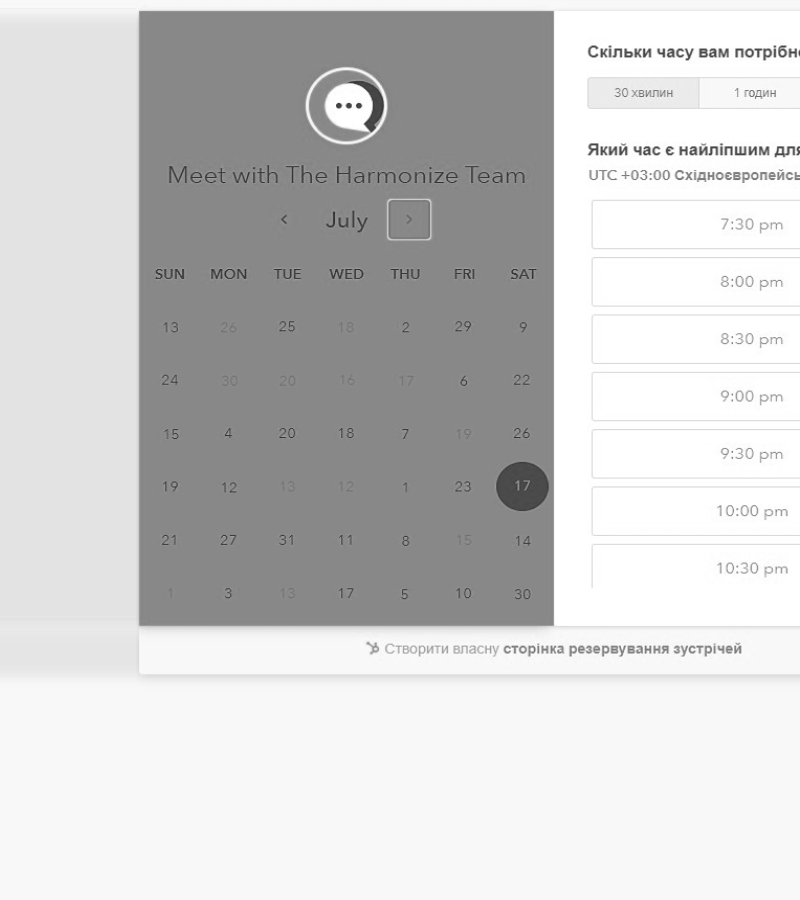 Meet with The Harmonize Team
July
SUN MON TUE WED THU FRI SAT
13 26 25 18 2 29 9
24 30 20 16 17 6 22
15 4 20 18 7 19 26
19 12 13 12 1 23 17
21 27 31 11 8 15 14
1 3 13 17 5 10 30
Скільки часу вам потрібн
30 хвилин 1 годин
Який час є найліпшим дл
UTC +03:00 Східноєвропейсь
7:30 pm
8:00 pm
8:30 pm
9:00 pm
9:30 pm
10:00 pm
10:30 pm
Створити власну сторінка резервування зустрічей